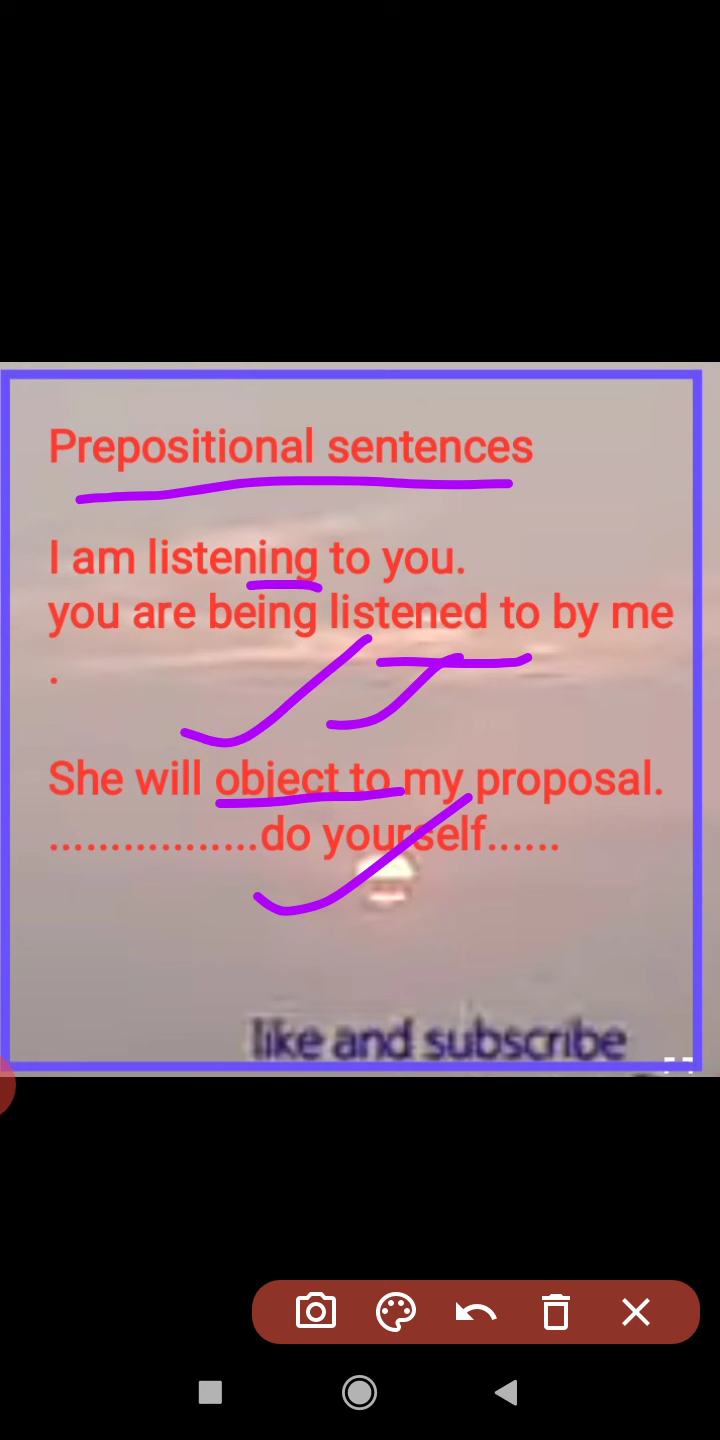 Prepositional sentences
I am listening to you.
you are being listened to by me
.
She will object to my proposal.
.................do yourself......
like and subscribe